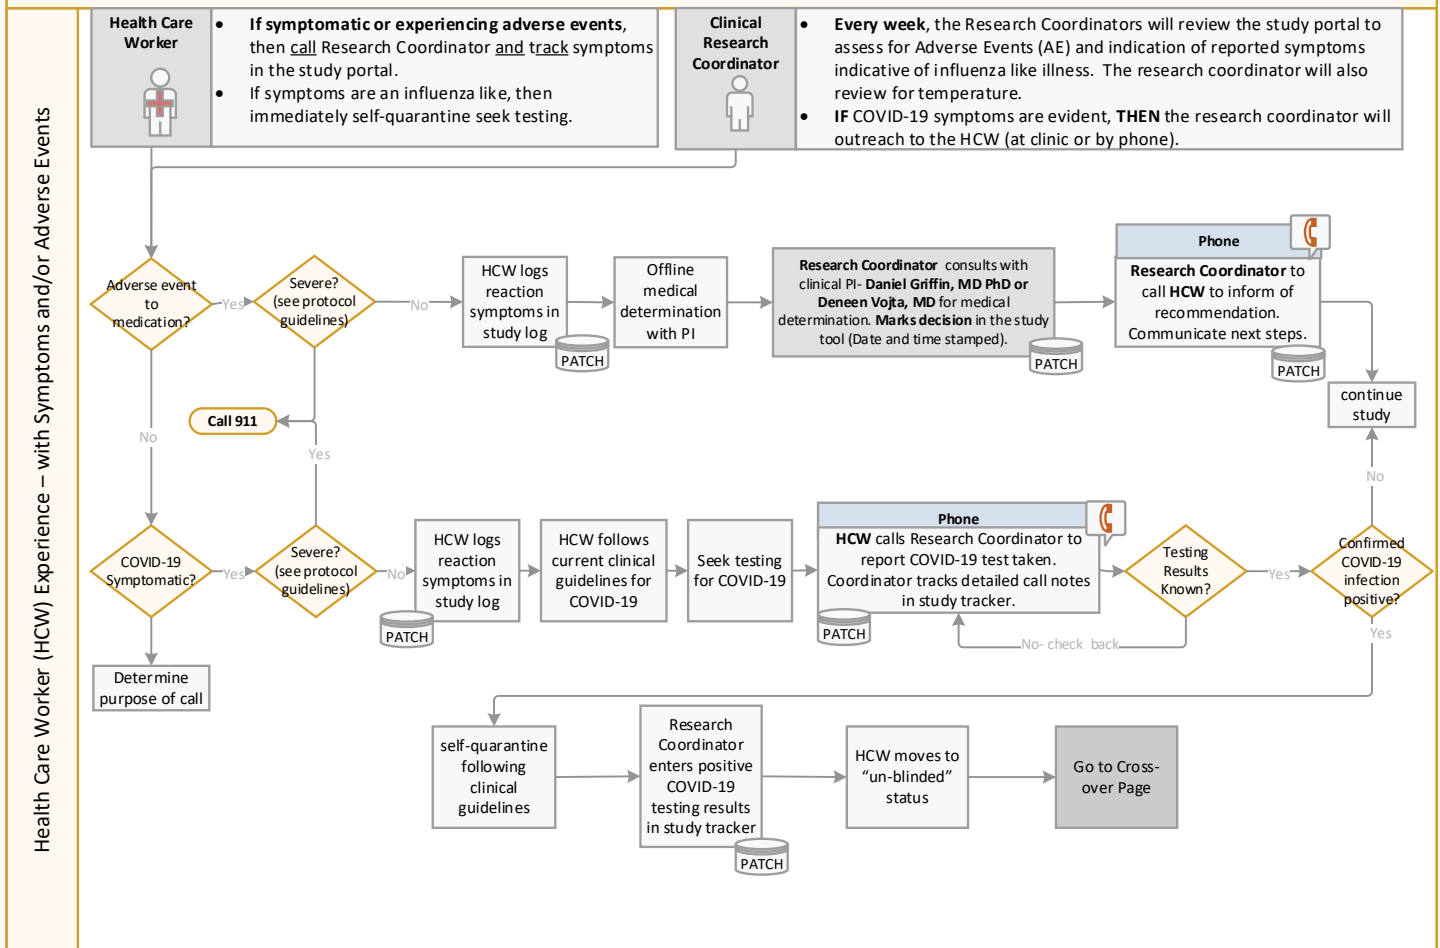 Health Care Worker (HCW) Experience – with Symptoms and/or Adverse Events
Health Care
Worker
• If symptomatic or experiencing adverse events,
then call Research Coordinator and track symptoms
in the study portal.
• If symptoms are an influenza like, then
immediately self-quarantine seek testing.
Clinical
Research
Coordinator
• Every week, the Research Coordinators will review the study portal to
assess for Adverse Events (AE) and indication of reported symptoms
indicative of influenza like illness.  The research coordinator will also
review for temperature.
• IF COVID-19 symptoms are evident, THEN the research coordinator will
outreach to the HCW (at clinic or by phone).
Adverse event
to
medication?
Yes
Severe?
(see protocol
guidelines)
No
HCW logs
reaction
symptoms in
study log
PATCH
Offline
medical
determination
with PI
Research Coordinator  consults with
clinical PI- Daniel Griffin, MD PhD or
Deneen Vojta, MD for medical
determination. Marks decision in the study
tool (Date and time stamped).
PATCH
Phone
Research Coordinator to
call HCW to inform of
recommendation.
Communicate next steps.
PATCH
continue
study
Call 911
No
Yes
No
COVID-19
Symptomatic?
Yes
Severe?
(see protocol
guidelines)
No
HCW logs
reaction
symptoms in
study log
PATCH
HCW follows
current clinical
guidelines for
COVID-19
Seek testing
for COVID-19
Phone
HCW calls Research Coordinator to
report COVID-19 test taken.
Coordinator tracks detailed call notes
in study tracker.
PATCH
Testing
Results
Known?
Yes
No- check  back
Confirmed
COVID-19
infection
positive?
Yes
Determine
purpose of call
self-quarantine
following
clinical
guidelines
Research
Coordinator
enters positive
COVID-19
testing results
in study tracker
PATCH
HCW moves to
“un-blinded”
status
Go to Cross-
over Page